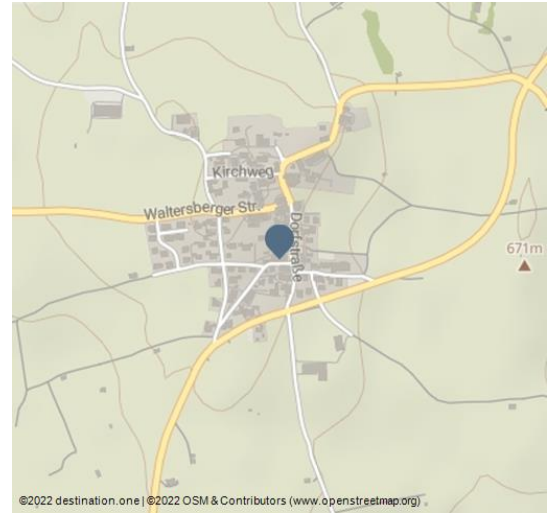 Kirchweg
Waltersberger Str.
Dorfstraße
671m
©2022 destination.one | ©2022 OSM & Contributors (www.openstreetmap.org)